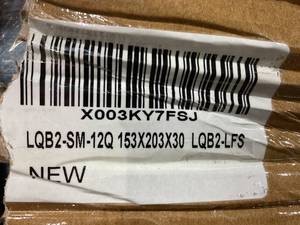 X003KY7FSJ
LQB2-SM-12Q 153X203X30 LQB2-LFS
NEW